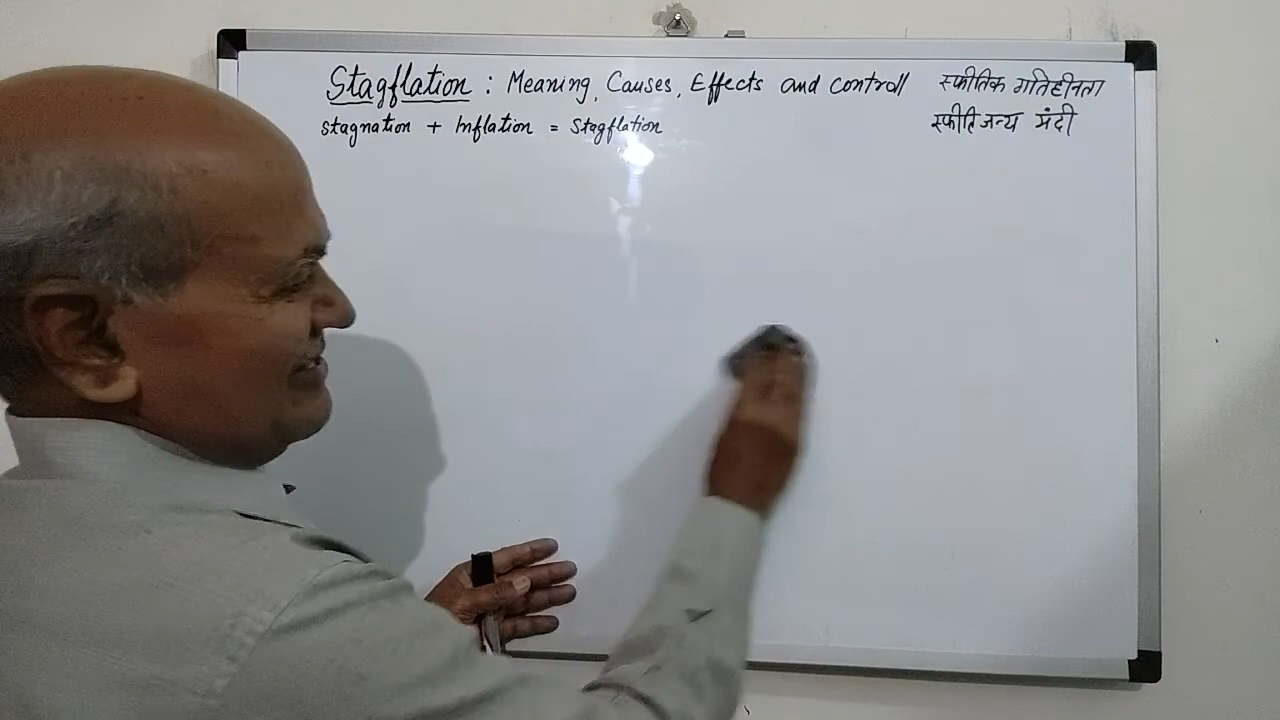 Stagflation : Meaning, Causes, Effects and controll
स्फीतिक गतिहीनता
Stagnation + Inflation = Stagflation
स्फीति जन्य मंदी